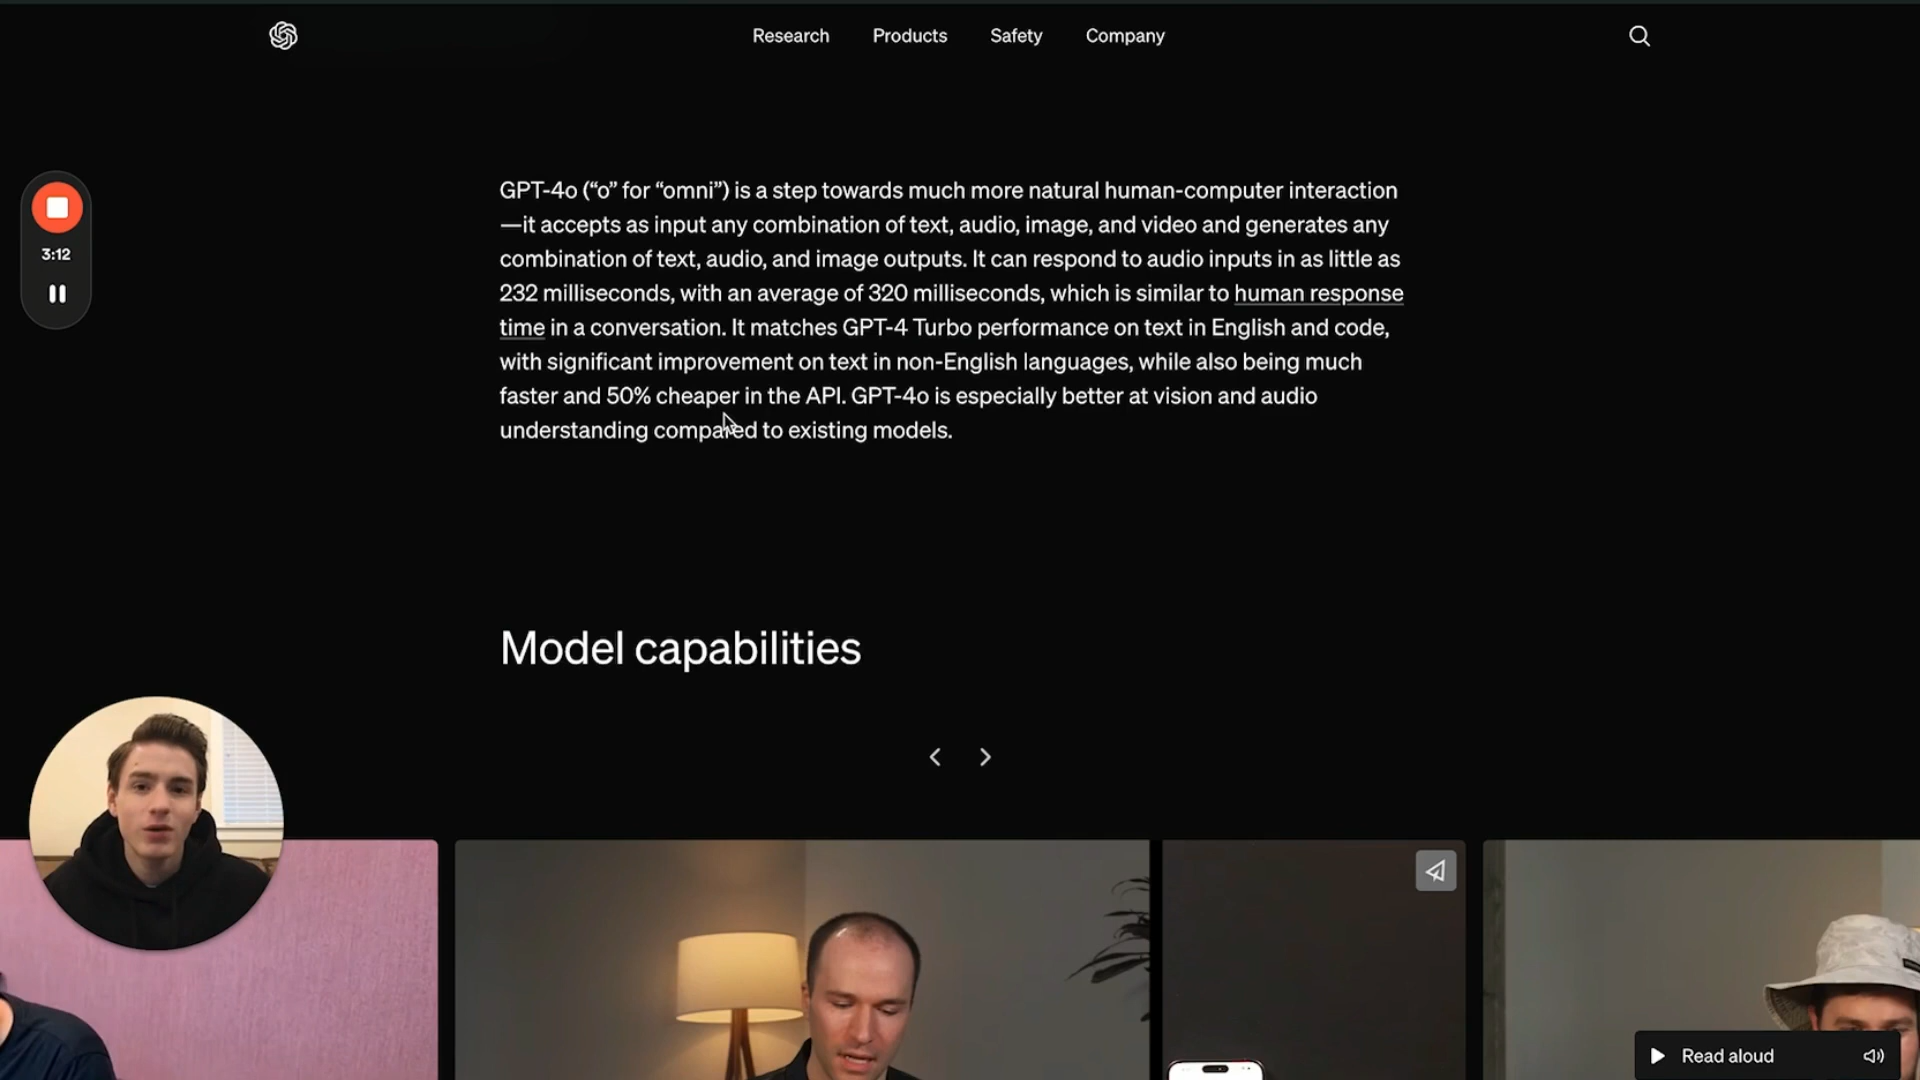 Research Products Safety Company
3:12
GPT-4o (“o” for “omni”) is a step towards much more natural human-computer interaction
—it accepts as input any combination of text, audio, image, and video and generates any
combination of text, audio, and image outputs. It can respond to audio inputs in as little as
232 milliseconds, with an average of 320 milliseconds, which is similar to human response
time in a conversation. It matches GPT-4 Turbo performance on text in English and code,
with significant improvement on text in non-English languages, while also being much
faster and 50% cheaper in the API. GPT-4o is especially better at vision and audio
understanding compared to existing models.
Model capabilities
Read aloud